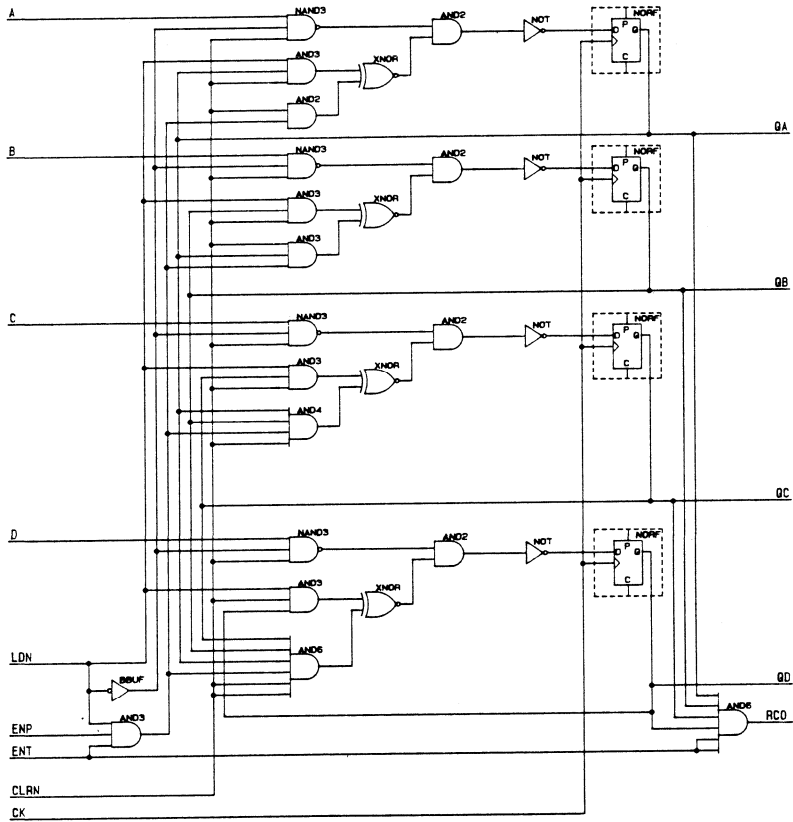 A
NAND3
AND2
NOT
NORF
P
D
Q
C
AND3
XNOR
AND2
QA
B
NAND3
AND2
NOT
NORF
P
D
Q
C
AND3
XNOR
AND3
QB
C
NAND3
AND2
NOT
NORF
P
D
Q
C
AND3
XNOR
AND4
QC
D
NAND3
AND2
NOT
NORF
P
D
Q
C
AND3
XNOR
AND6
LDN
BBUF
QD
AND3
AND6
RCO
ENP
ENT
CLRN
CK